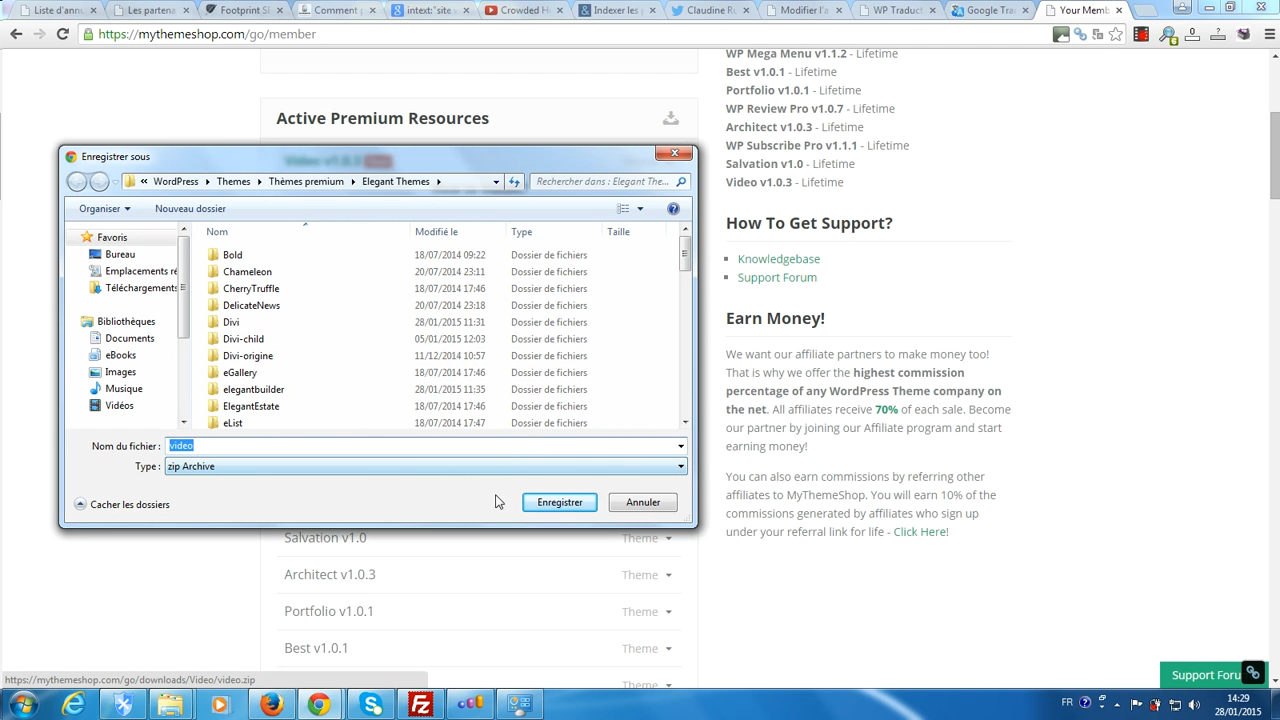 Liste d'ann
Les partena
Footprint S
Comment p
intext:"site
Crowded H
Indexer les
Claudine R
Modifier l'a
WP Traduct
Google Tra
Your Memb
https://mythemeshop.com/go/member
WP Mega Menu v1.1.2 - Lifetime
Best v1.0.1 - Lifetime
Portfolio v1.0.1 - Lifetime
WP Review Pro v1.0.7 - Lifetime
Architect v1.0.3 - Lifetime
WP Subscribe Pro v1.1.1 - Lifetime
Salvation v1.0 - Lifetime
Video v1.0.3 - Lifetime
How To Get Support?
Knowledgebase
Support Forum
Earn Money!
We want our affiliate partners to make money too!
That is why we offer the highest commission
percentage of any WordPress Theme company on
the net. All affiliates receive 70% of each sale. Become
our partner by joining our Affiliate program and start
earning money!
You can also earn commissions by referring other
affiliates to MyThemeShop. You will earn 10% of the
commissions generated by affiliates who sign up
under your referral link for life - Click Here!
Active Premium Resources
Enregistrer sous
« WordPress Themes Thèmes premium Elegant Themes
Rechercher dans : Elegant The...
Organiser
Nouveau dossier
Favoris
Bureau
Emplacements ré
Téléchargements
Bibliothèques
Documents
eBooks
Images
Musique
Vidéos
Nom Modifié le Type Taille
Bold 18/07/2014 09:22 Dossier de fichiers
Chameleon 20/07/2014 23:11 Dossier de fichiers
CherryTruffle 18/07/2014 17:46 Dossier de fichiers
DelicateNews 20/07/2014 23:18 Dossier de fichiers
Divi 28/01/2015 11:31 Dossier de fichiers
Divi-child 05/01/2015 12:03 Dossier de fichiers
Divi-origine 11/12/2014 10:57 Dossier de fichiers
eGallery 18/07/2014 17:46 Dossier de fichiers
elegantbuilder 28/01/2015 11:35 Dossier de fichiers
ElegantEstate 18/07/2014 17:46 Dossier de fichiers
eList 18/07/2014 17:47 Dossier de fichiers
Nom du fichier : video
Type : zip Archive
Cacher les dossiers
Enregistrer
Annuler
Salvation v1.0 Theme
Architect v1.0.3 Theme
Portfolio v1.0.1 Theme
Best v1.0.1 Theme
https://mythemeshop.com/go/downloads/Video/video.zip
Support Foru
FR
14:29
28/01/2015